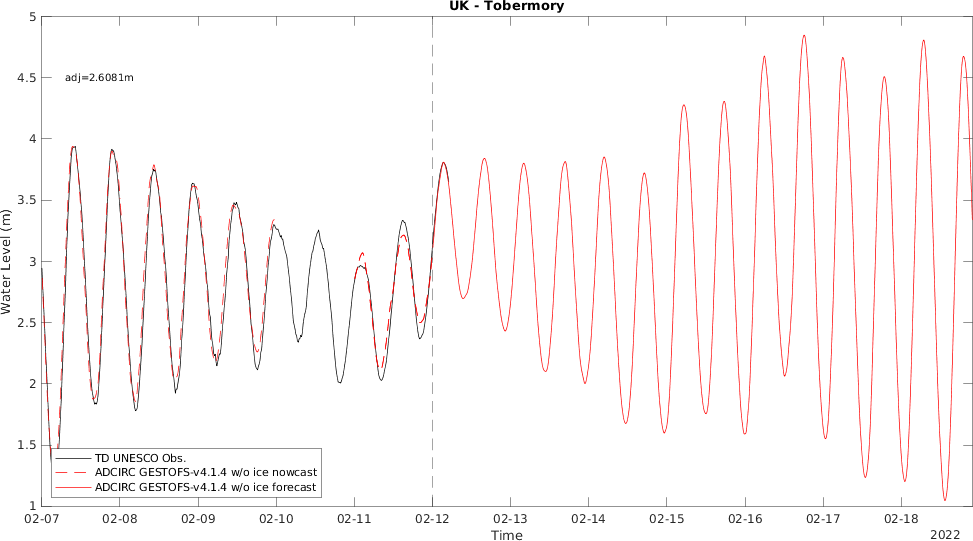 UK - Tobermory
5
4.5
4
3.5
3
2.5
2
1.5
1
Water Level (m)
adj=2.6081m
TD UNESCO Obs.
ADCIRC GESTOFS-v4.1.4 w/o ice nowcast
ADCIRC GESTOFS-v4.1.4 w/o ice forecast
02-07 02-08 02-09 02-10 02-11 02-12 02-13 02-14 02-15 02-16 02-17 02-18
Time
2022